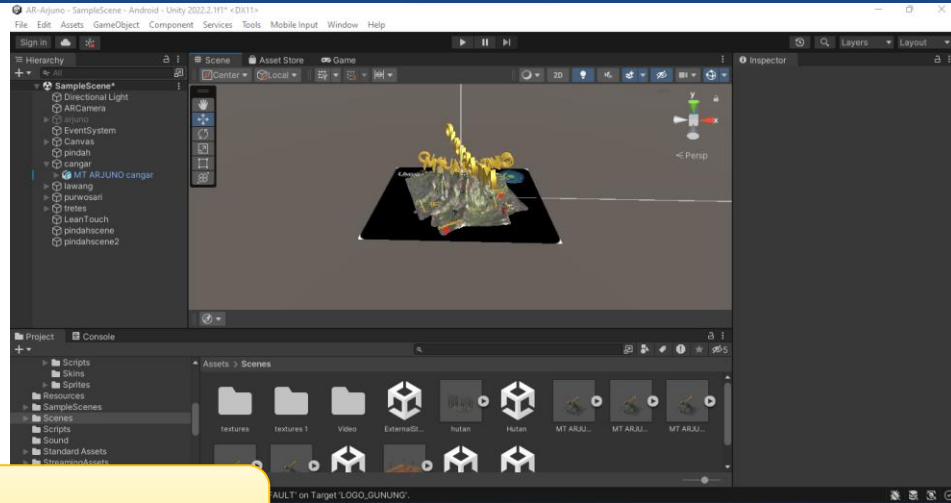 AR-Arjuno - SampleScene - Android - Unity 2022.2.1f1* <DX11>
File Edit Assets GameObject Component Services Tools Mobile Input Window Help
Sign in
Layers Layout
Hierarchy
Scene Asset Store Game
Inspector
All
Center Local
2D
SampleScene*
Directional Light
ARCamera
arjuno
EventSystem
Canvas
pindah
cangar
MT ARJUNO cangar
lawang
purwosari
tretes
LeanTouch
pindahscene
pindahscene2
y
x
Persp
Project Console
Scripts
Skins
Sprites
Resources
SampleScenes
Scenes
Scripts
Sound
Standard Assets
StreamingAssets
Assets > Scenes
textures textures 1 Video ExternalSt... hutan Hutan MT ARJU... MT ARJU... MT ARJU...
FAULT' on Target 'LOGO_GUNUNG'.